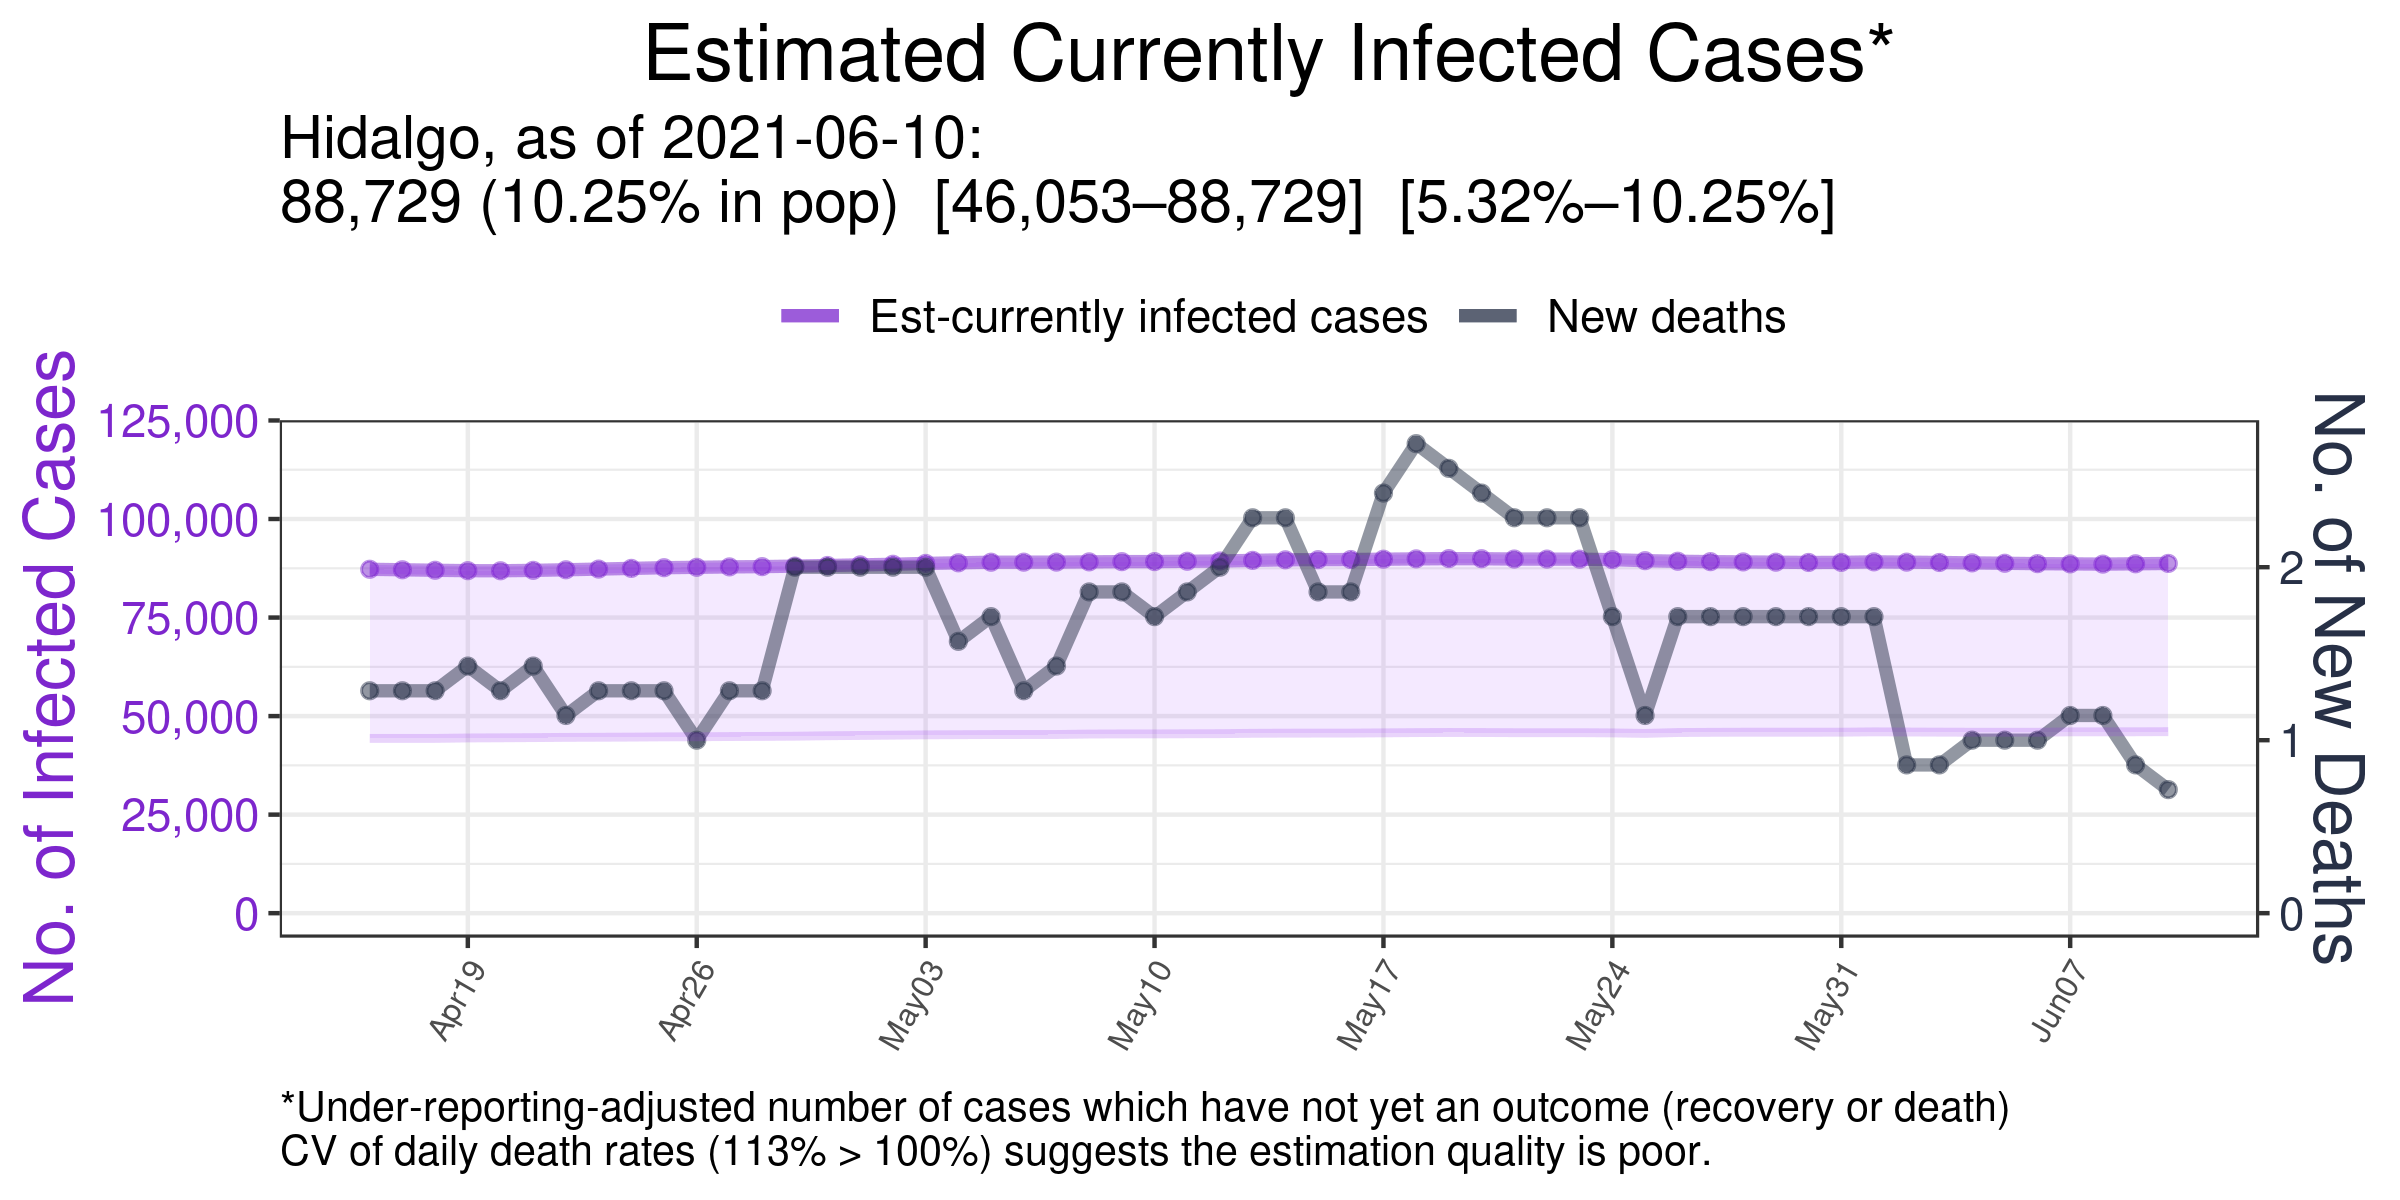 Estimated Currently Infected Cases*
Hidalgo, as of 2021-06-10:
88,729 (10.25% in pop)  [46,053–88,729]  [5.32%–10.25%]
Est-currently infected cases
New deaths
No. of Infected Cases
125,000
100,000
75,000
50,000
25,000
0
2
1
0
No. of New Deaths
Apr19
Apr26
May03
May10
May17
May24
May31
Jun07
*Under-reporting-adjusted number of cases which have not yet an outcome (recovery or death)
CV of daily death rates (113% > 100%) suggests the estimation quality is poor.